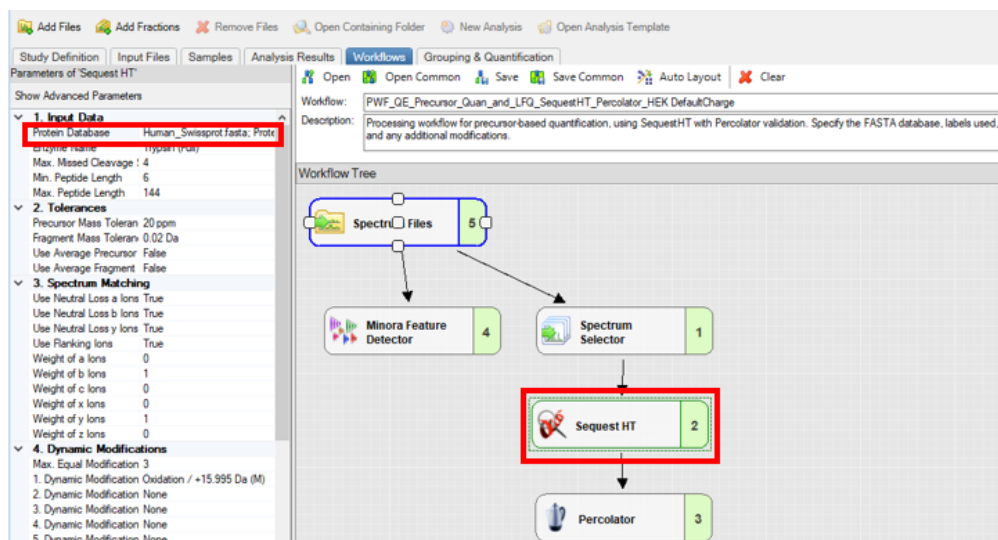 Add Files Add Fractions Remove Files Open Containing Folder New Analysis Open Analysis Template
Study Definition Input Files Samples Analysis Results Workflows Grouping & Quantification
Parameters of 'Sequest HT'
Show Advanced Parameters
1. Input Data
Protein Database Human_Swissprot.fasta; Prote
Enzyme Name Trypsin (Full)
Max. Missed Cleavage : 4
Min. Peptide Length 6
Max. Peptide Length 144
2. Tolerances
Precursor Mass Toleran 20 ppm
Fragment Mass Toleran 0.02 Da
Use Average Precursor False
Use Average Fragment False
3. Spectrum Matching
Use Neutral Loss a Ions True
Use Neutral Loss b Ions True
Use Neutral Loss y Ions True
Use Flanking Ions True
Weight of a Ions 0
Weight of b Ions 1
Weight of c Ions 0
Weight of x Ions 0
Weight of y Ions 1
Weight of z Ions 0
4. Dynamic Modifications
Max. Equal Modification 3
1. Dynamic Modification Oxidation / +15.995 Da (M)
2. Dynamic Modification None
3. Dynamic Modification None
4. Dynamic Modification None
5. Dynamic Modification None
Open Open Common Save Save Common Auto Layout Clear
Workflow: PWF_QE_Precursor_Quan_and_LFQ_SequestHT_Percolator_HEK DefaultCharge
Description: Processing workflow for precursor-based quantification, using SequestHT with Percolator validation. Specify the FASTA database, labels used,
and any additional modifications.
Workflow Tree
Spectrum Files 5
Minora Feature
Detector 4
Spectrum
Selector 1
Sequest HT 2
Percolator 3